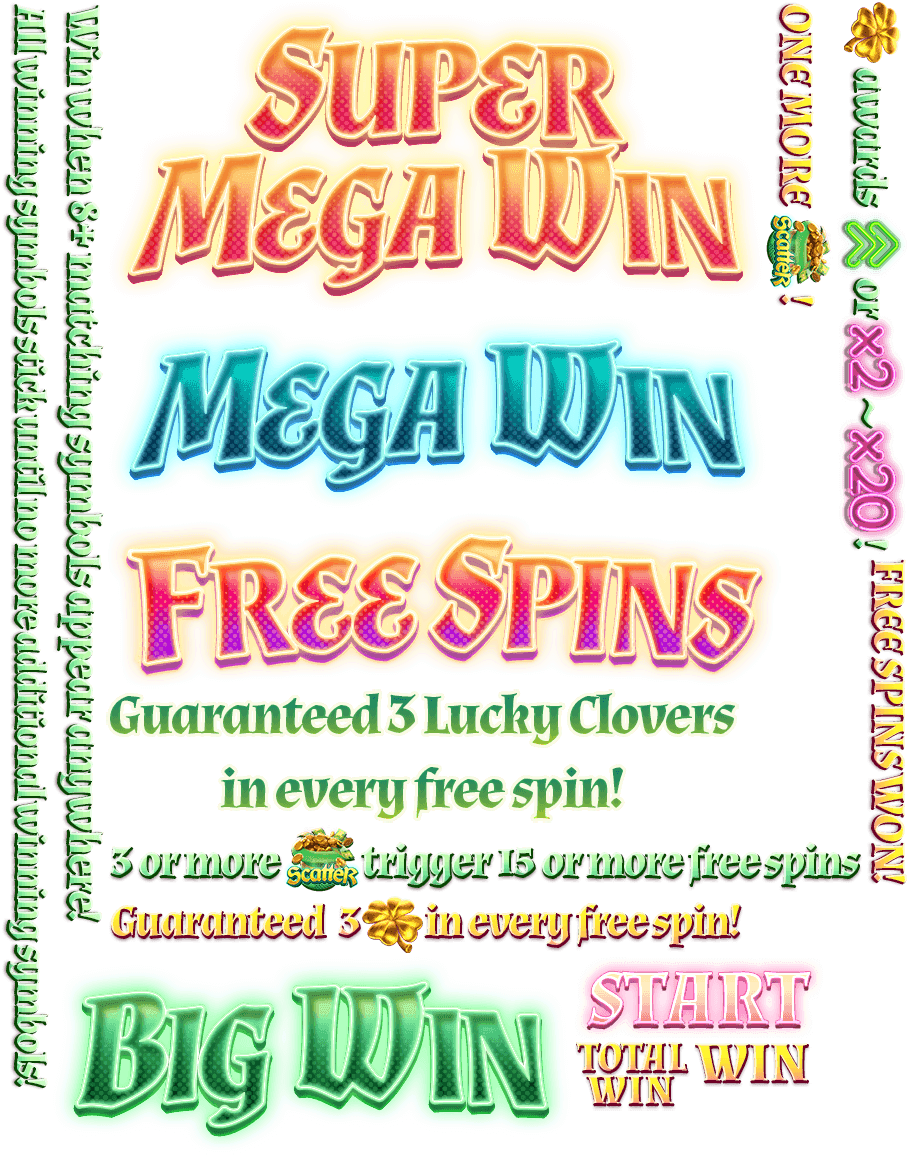 All winning symbols stick until no more additional winning symbols!
Win when 8+ matching symbols appear anywhere!
SUPER
MEGA WIN
MEGA WIN
FREE SPINS
Guaranteed 3 Lucky Clovers
in every free spin!
3 or more SCATTER trigger 15 or more free spins
Guaranteed 3 in every free spin!
BIG WIN
START
TOTAL
WIN
WIN
ONE MORE SCATTER !
awards or x2 ~ x20!
FREE SPINS WON!